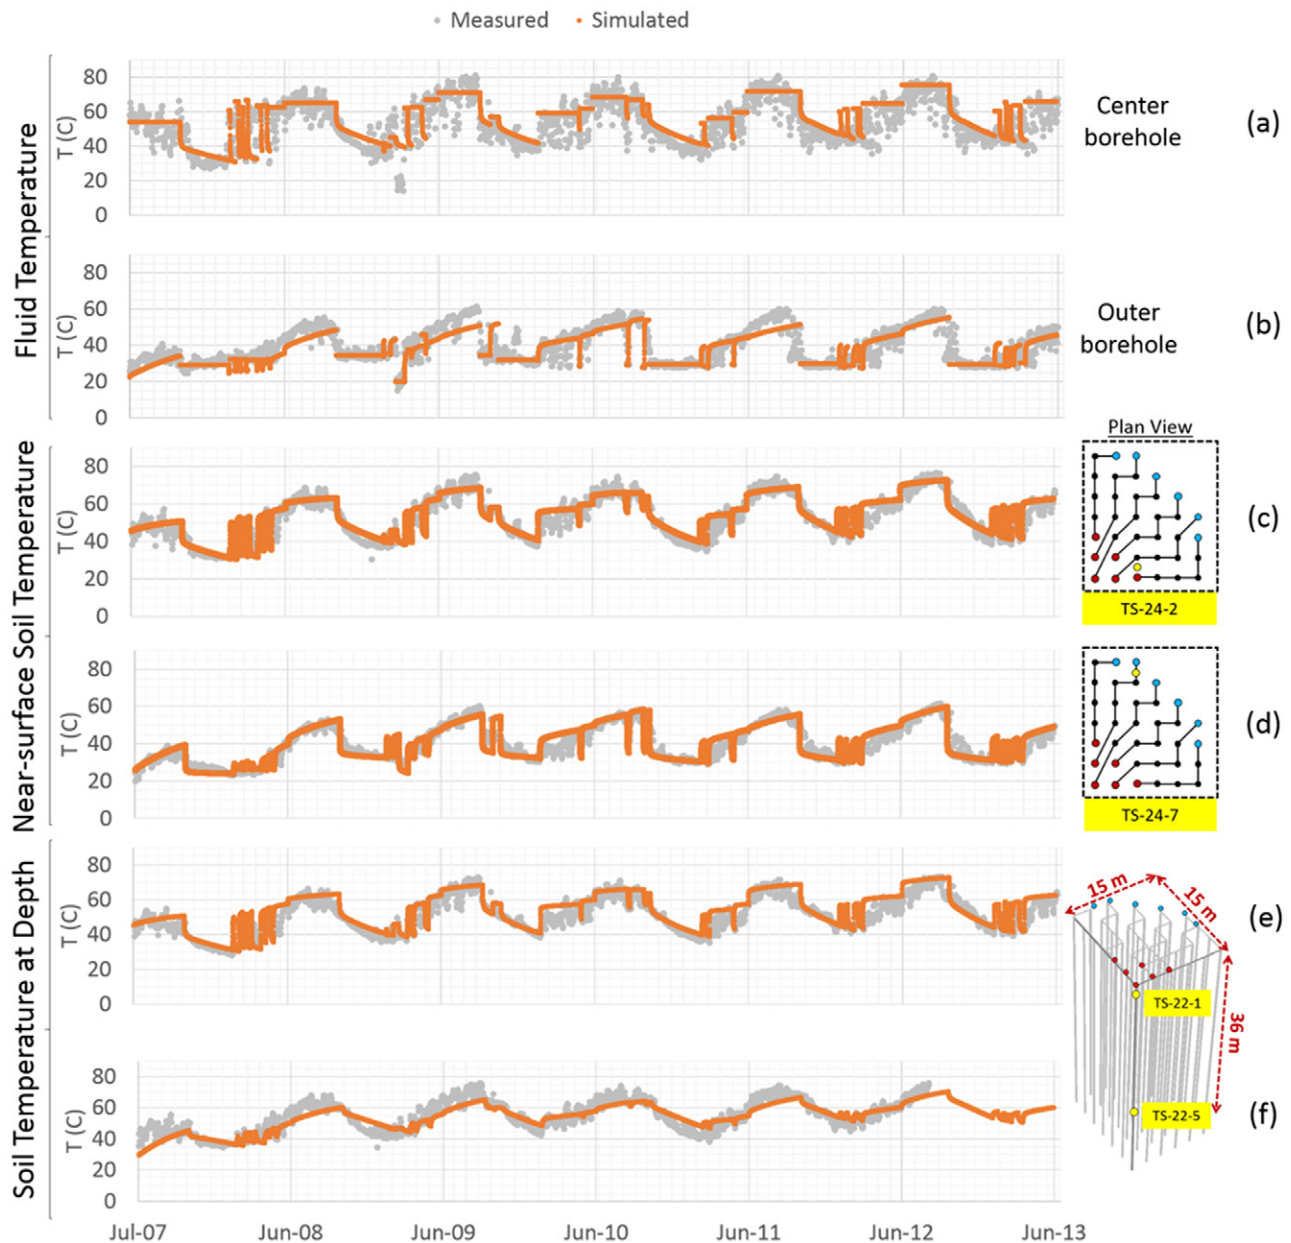 Measured
Simulated
Fluid Temperature
80
60
40
20
0
T (C)
Center
borehole
(a)
80
60
40
20
0
T (C)
Outer
borehole
(b)
Near-surface Soil Temperature
80
60
40
20
0
T (C)
Plan View
TS-24-2
(c)
80
60
40
20
0
T (C)
TS-24-7
(d)
Soil Temperature at Depth
80
60
40
20
0
T (C)
15 m
15 m
36 m
TS-22-1
(e)
80
60
40
20
0
T (C)
TS-22-5
(f)
Jul-07
Jun-08
Jun-09
Jun-10
Jun-11
Jun-12
Jun-13